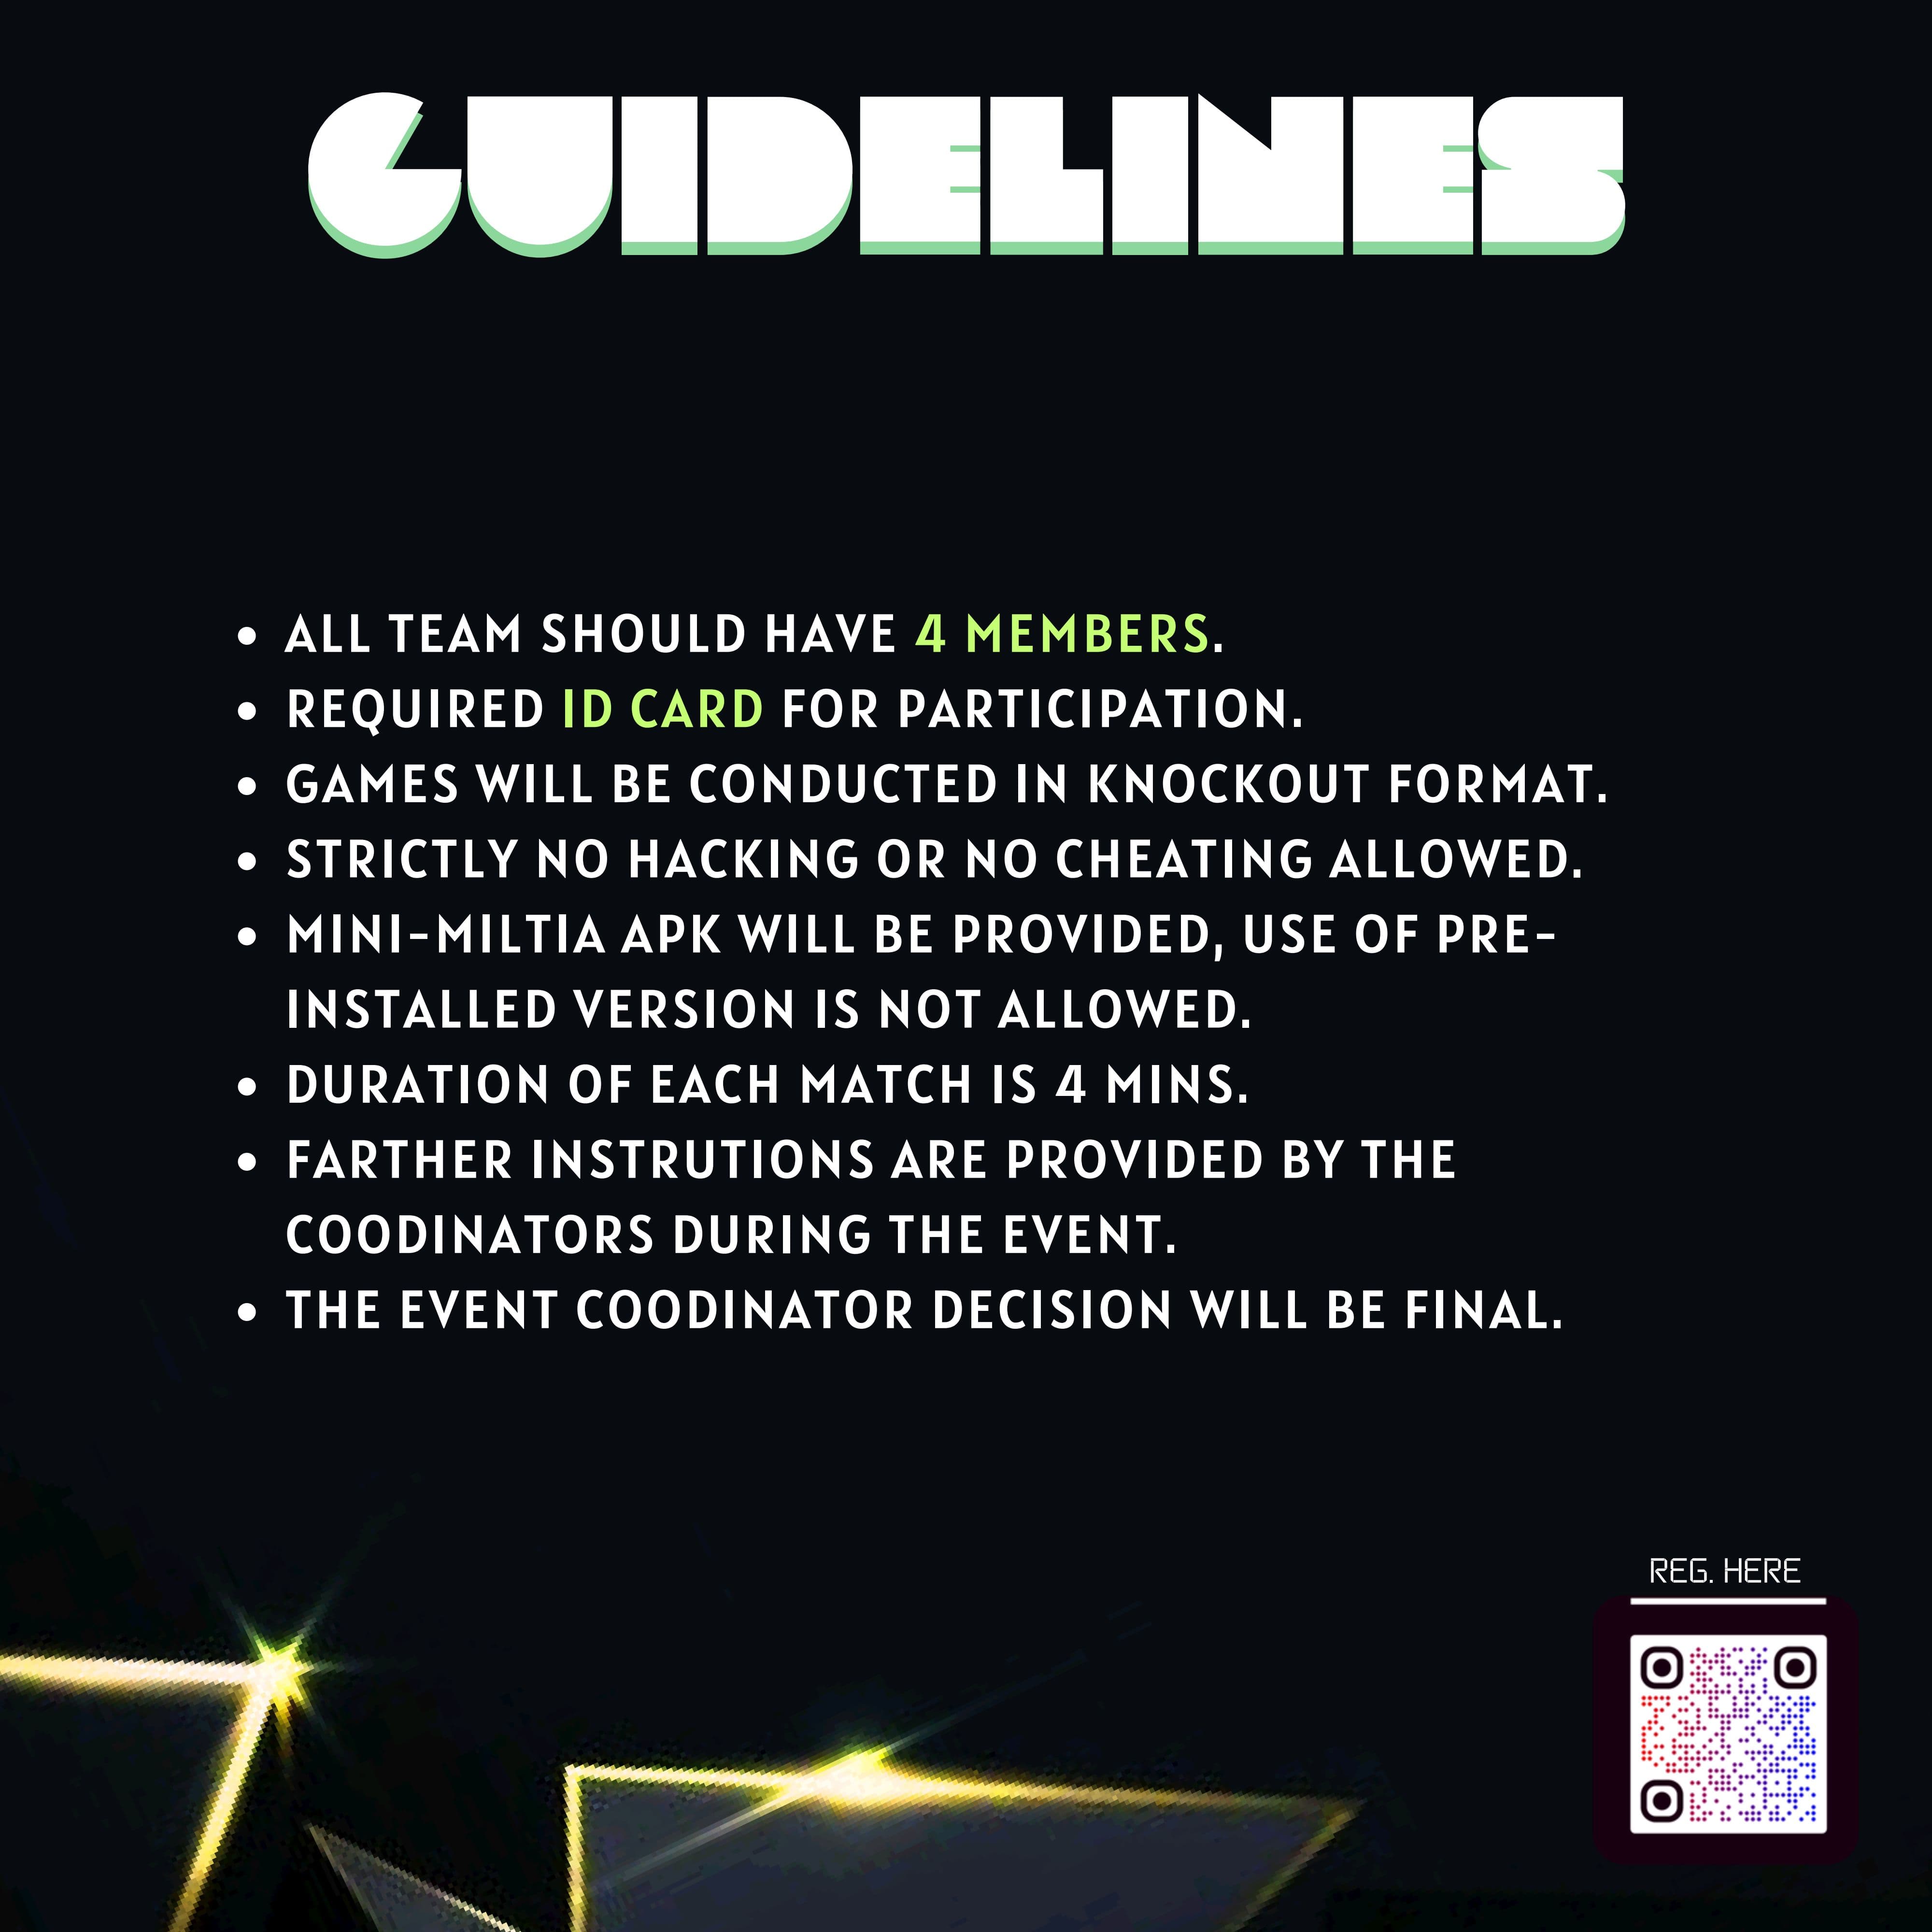 GUIDELINES
• ALL TEAM SHOULD HAVE 4 MEMBERS.
• REQUIRED ID CARD FOR PARTICIPATION.
• GAMES WILL BE CONDUCTED IN KNOCKOUT FORMAT.
• STRICTLY NO HACKING OR NO CHEATING ALLOWED.
• MINI-MILTIA APK WILL BE PROVIDED, USE OF PRE-
INSTALLED VERSION IS NOT ALLOWED.
• DURATION OF EACH MATCH IS 4 MINS.
• FARTHER INSTRUTIONS ARE PROVIDED BY THE
COODINATORS DURING THE EVENT.
• THE EVENT COODINATOR DECISION WILL BE FINAL.
REG. HERE